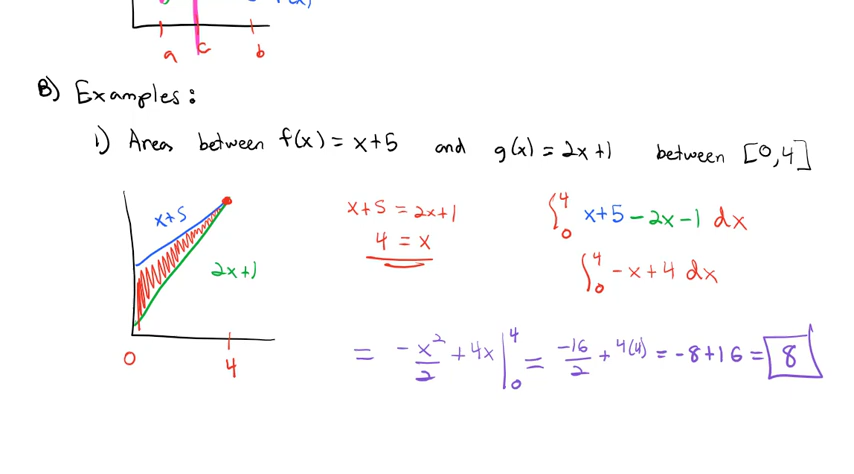 a c b
B) Examples:
1) Areas between f(x) = x+5 and g(x) = 2x+1 between [0,4]
x+5
2x+1
0 4
x+5 = 2x+1
4 = x
∫₀⁴ x+5 -2x-1 dx
∫₀⁴ -x+4 dx
= -x²/2 + 4x |₀⁴ = -16/2 + 4(4) = -8+16 = 8